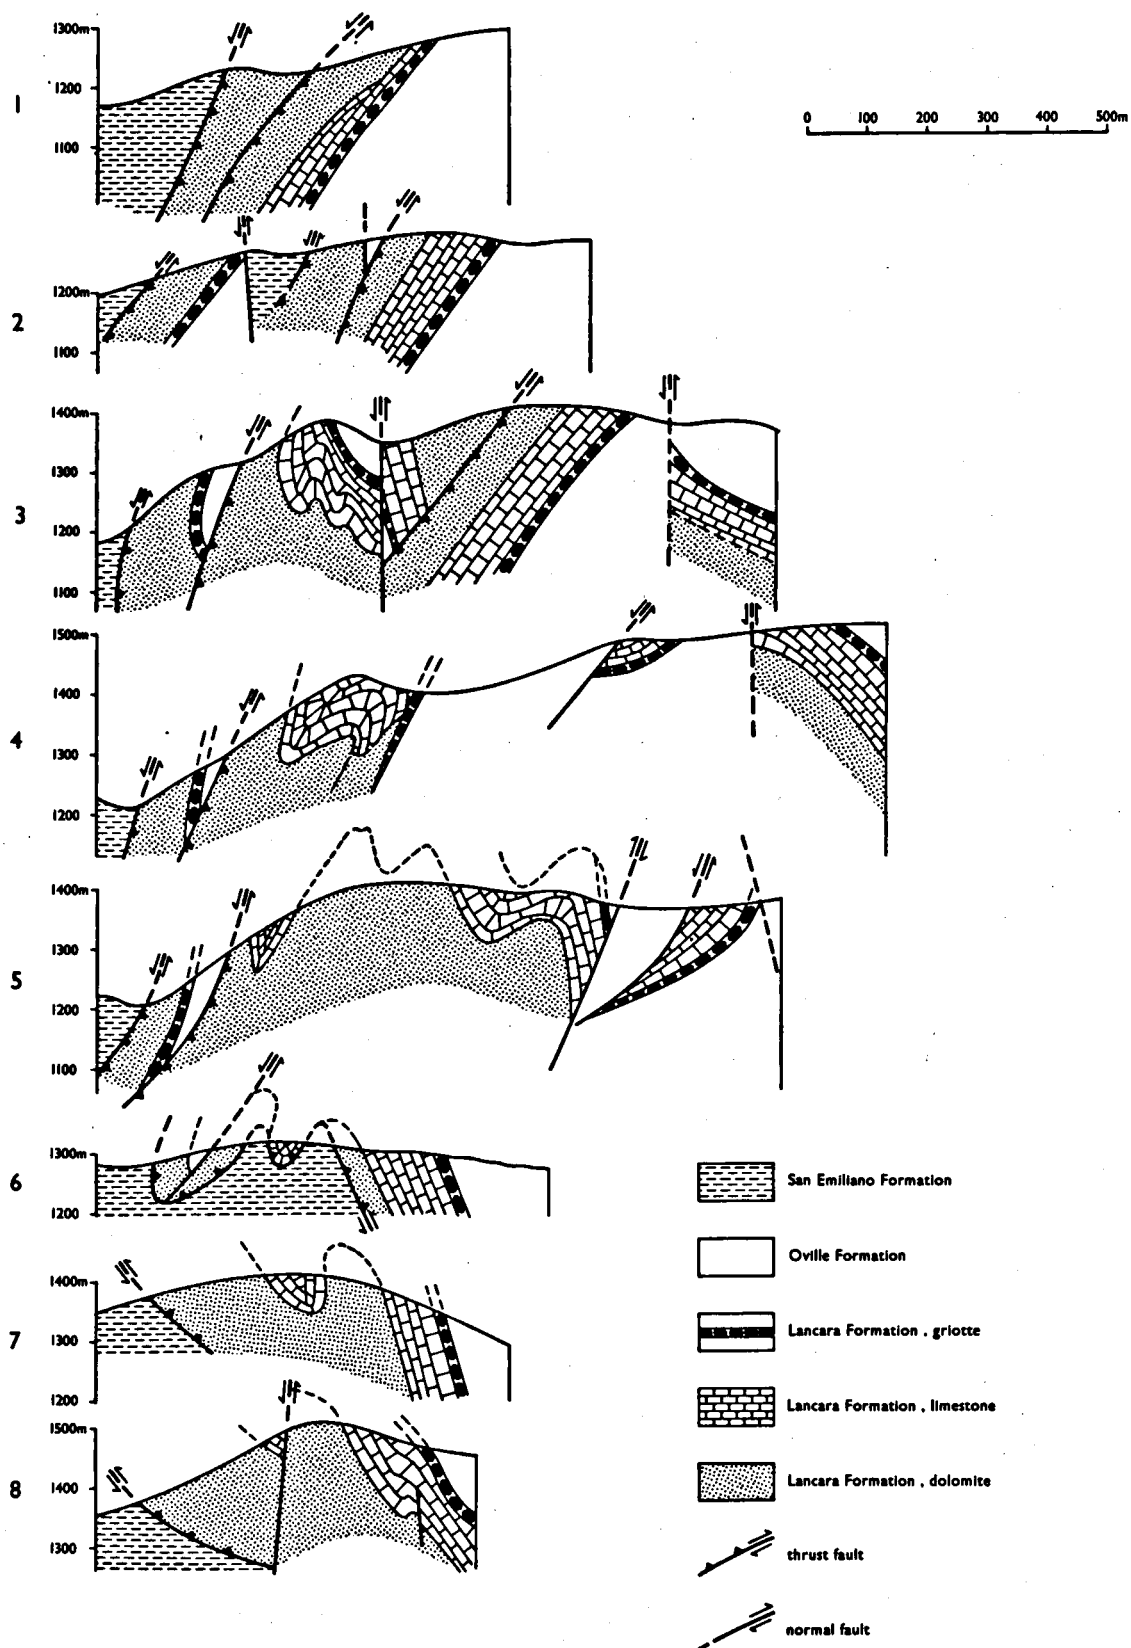 1300m
1200
1100
1
0 100 200 300 400 500m
1200m
1100
2
1400m
1300
1200
1100
3
1500m
1400
1300
1200
4
1400m
1300
1200
1100
5
1300m
1200
6
1400m
1300
1200
7
1500m
1400
1300
8
San Emiliano Formation
Oville Formation
Lancara Formation , griotte
Lancara Formation , limestone
Lancara Formation , dolomite
thrust fault
normal fault